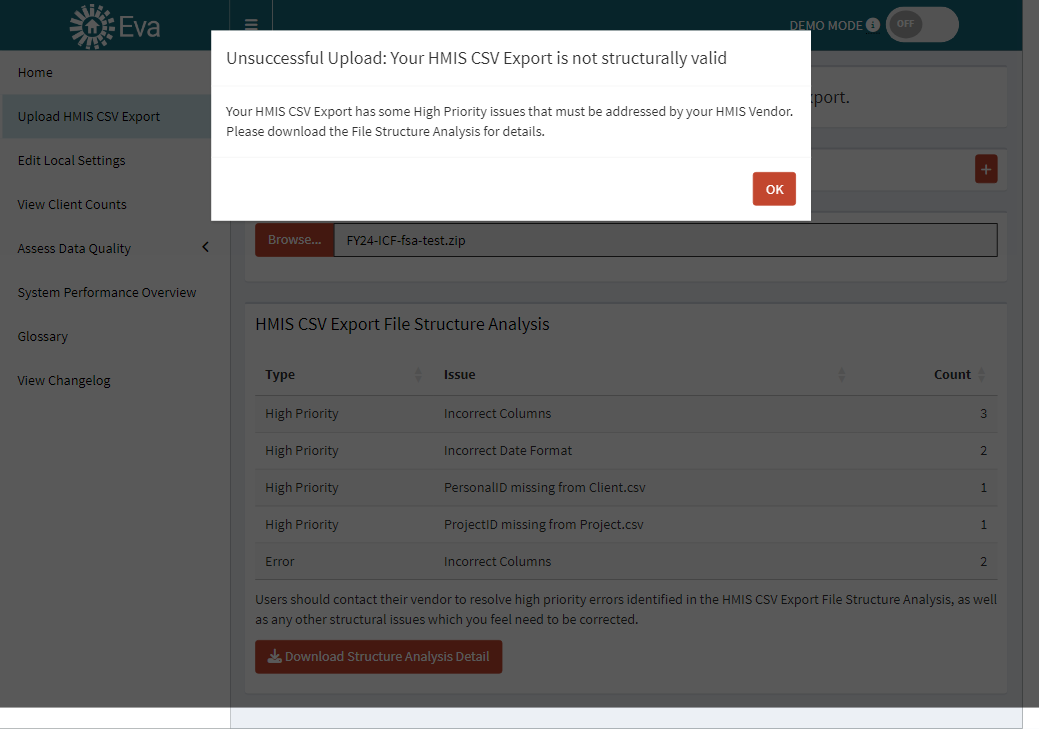 Eva
DEMO MODE
OFF
Home
Upload HMIS CSV Export
Edit Local Settings
View Client Counts
Assess Data Quality
System Performance Overview
Glossary
View Changelog
Unsuccessful Upload: Your HMIS CSV Export is not structurally valid
Your HMIS CSV Export has some High Priority issues that must be addressed by your HMIS Vendor.
Please download the File Structure Analysis for details.
OK
port.
+
Browse... FY24-ICF-fsa-test.zip
HMIS CSV Export File Structure Analysis
Type Issue Count
High Priority Incorrect Columns 3
High Priority Incorrect Date Format 2
High Priority PersonalID missing from Client.csv 1
High Priority ProjectID missing from Project.csv 1
Error Incorrect Columns 2
Users should contact their vendor to resolve high priority errors identified in the HMIS CSV Export File Structure Analysis, as well
as any other structural issues which you feel need to be corrected.
Download Structure Analysis Detail